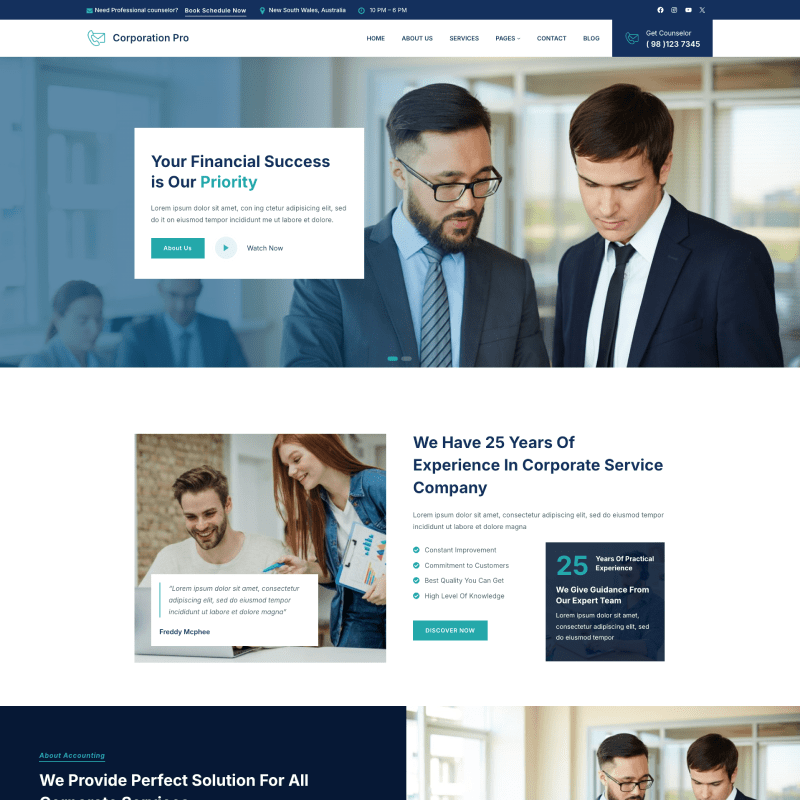 Need Professional counselor? Book Schedule Now New South Wales, Australia 10 PM – 6 PM
Corporation Pro
HOME ABOUT US SERVICES PAGES CONTACT BLOG
Get Counselor
( 98 )123 7345
Your Financial Success
is Our Priority
Lorem ipsum dolor sit amet, con ing ctetur adipisicing elit, sed
do it on eiusmod tempor incididunt me ut labore et dolore.
About Us Watch Now
We Have 25 Years Of
Experience In Corporate Service
Company
Lorem ipsum dolor sit amet, consectetur adipiscing elit, sed do eiusmod tempor
incididunt ut labore et dolore magna
Constant Improvement
Commitment to Customers
Best Quality You Can Get
High Level Of Knowledge
DISCOVER NOW
25 Years Of Practical
Experience
We Give Guidance From
Our Expert Team
Lorem ipsum dolor sit amet,
consectetur adipiscing elit, sed
do eiusmod tempor
"Lorem ipsum dolor sit amet, consectetur
adipiscing elit, sed do eiusmod tempor
incididunt ut labore et dolore magna"
Freddy Mcphee
About Accounting
We Provide Perfect Solution For All
Corporate Services